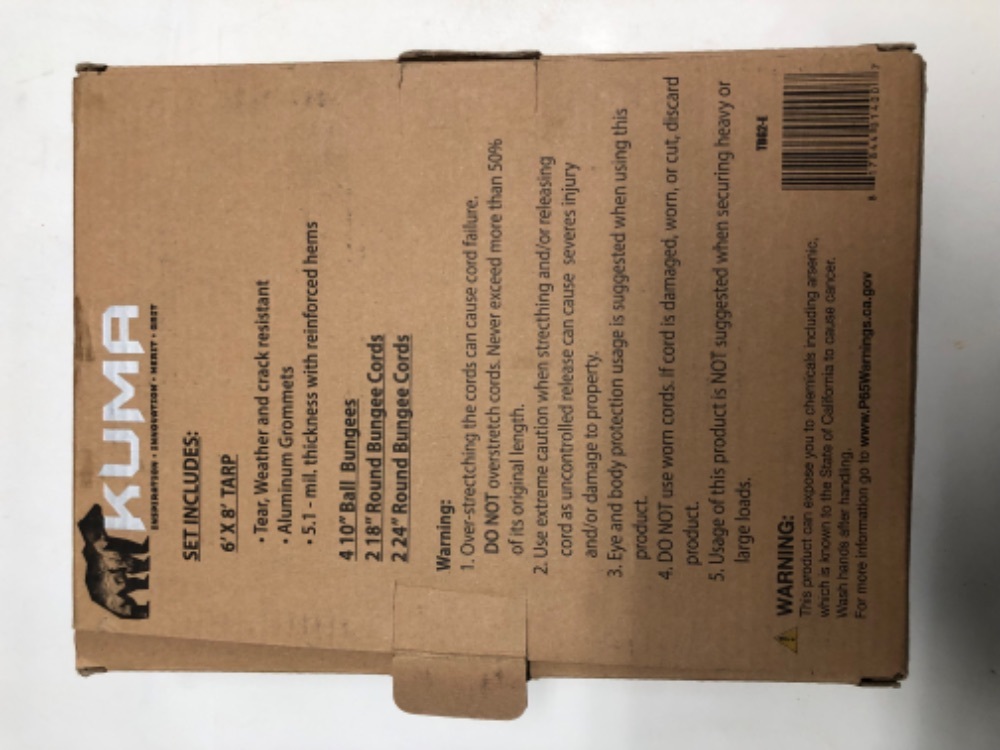 KUMA
INSPIRATION • INNOVATION • MERIT • GRIT
SET INCLUDES:
6' X 8' TARP
• Tear, Weather and crack resistant
• Aluminum Grommets
• 5.1 - mil. thickness with reinforced hems
4 10" Ball Bungees
2 18" Round Bungee Cords
2 24" Round Bungee Cords
Warning:
1. Over-strectching the cords can cause cord failure.
DO NOT overstretch cords. Never exceed more than 50%
of its original length.
2. Use extreme caution when strecthing and/or releasing
cord as uncontrolled release can cause severes injury
and/or damage to property.
3. Eye and body protection usage is suggested when using this
product.
4. DO NOT use worn cords. If cord is damaged, worn, or cut, discard
product.
5. Usage of this product is NOT suggested when securing heavy or
large loads.
WARNING:
This product can expose you to chemicals including arsenic,
which is known to the State of California to cause cancer.
Wash hands after handling.
For more information go to www.P65Warnings.ca.gov